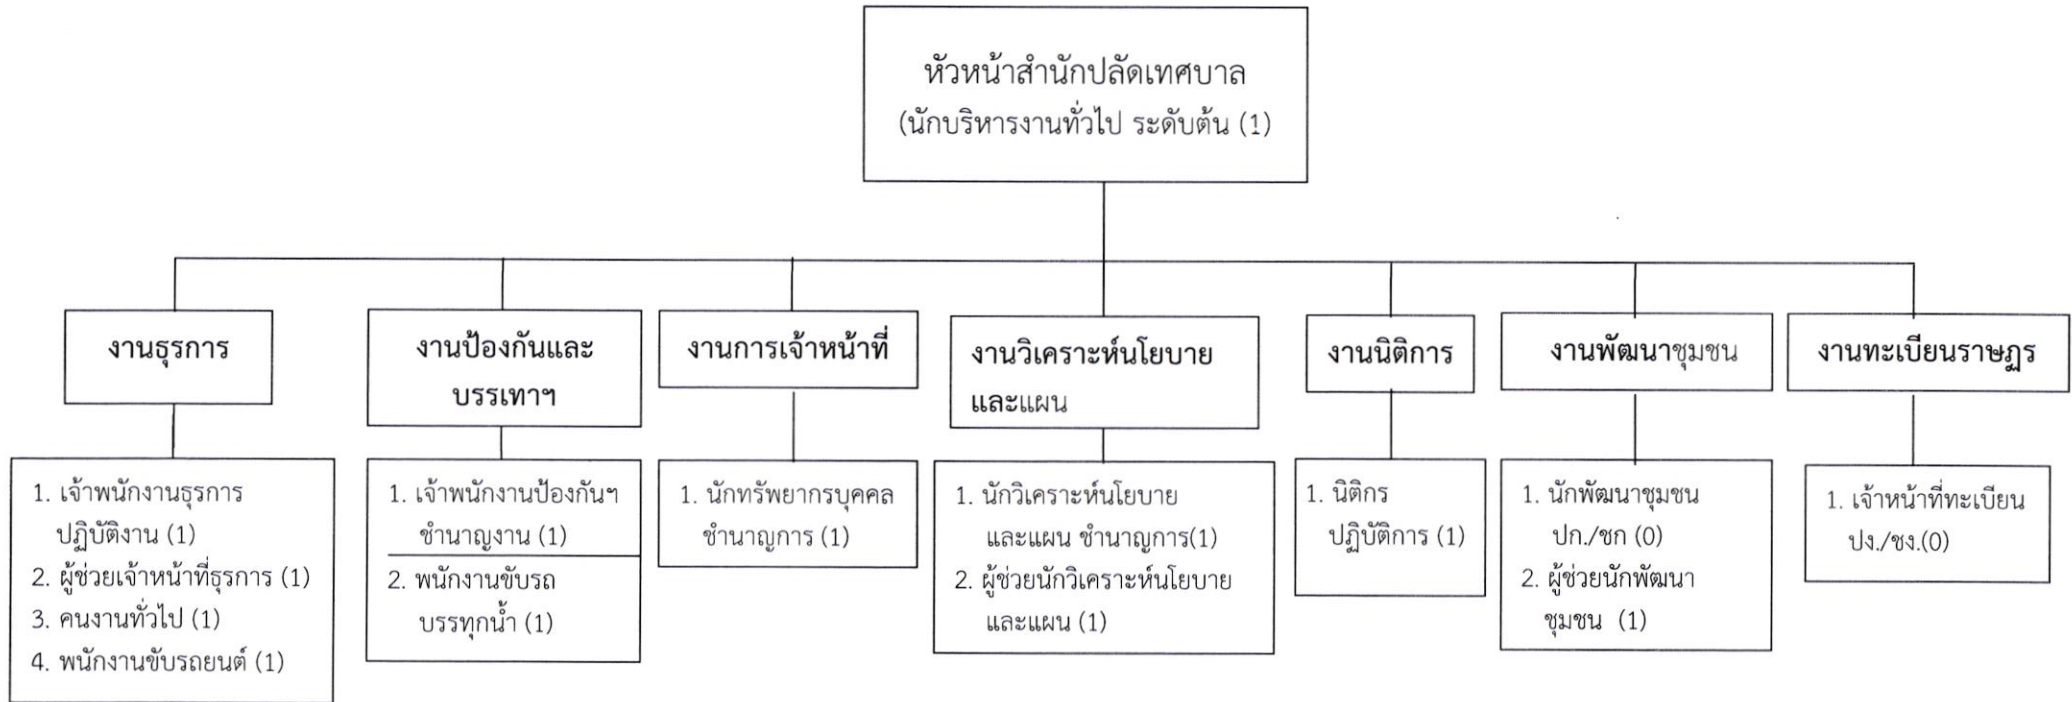 หัวหน้าสำนักปลัดเทศบาล
(นักบริหารงานทั่วไป ระดับต้น (1)
งานธุรการ
1. เจ้าพนักงานธุรการ
ปฏิบัติงาน (1)
2. ผู้ช่วยเจ้าหน้าที่ธุรการ (1)
3. คนงานทั่วไป (1)
4. พนักงานขับรถยนต์ (1)
งานป้องกันและ
บรรเทาฯ
1. เจ้าพนักงานป้องกันฯ
ชำนาญงาน (1)
2. พนักงานขับรถ
บรรทุกน้ำ (1)
งานการเจ้าหน้าที่
1. นักทรัพยากรบุคคล
ชำนาญการ (1)
งานวิเคราะห์นโยบาย
และแผน
1. นักวิเคราะห์นโยบาย
และแผน ชำนาญการ(1)
2. ผู้ช่วยนักวิเคราะห์นโยบาย
และแผน (1)
งานนิติการ
1. นิติกร
ปฏิบัติการ (1)
งานพัฒนาชุมชน
1. นักพัฒนาชุมชน
ปก./ชก (0)
2. ผู้ช่วยนักพัฒนา
ชุมชน (1)
งานทะเบียนราษฎร
1. เจ้าหน้าที่ทะเบียน
ปง./ชง.(0)